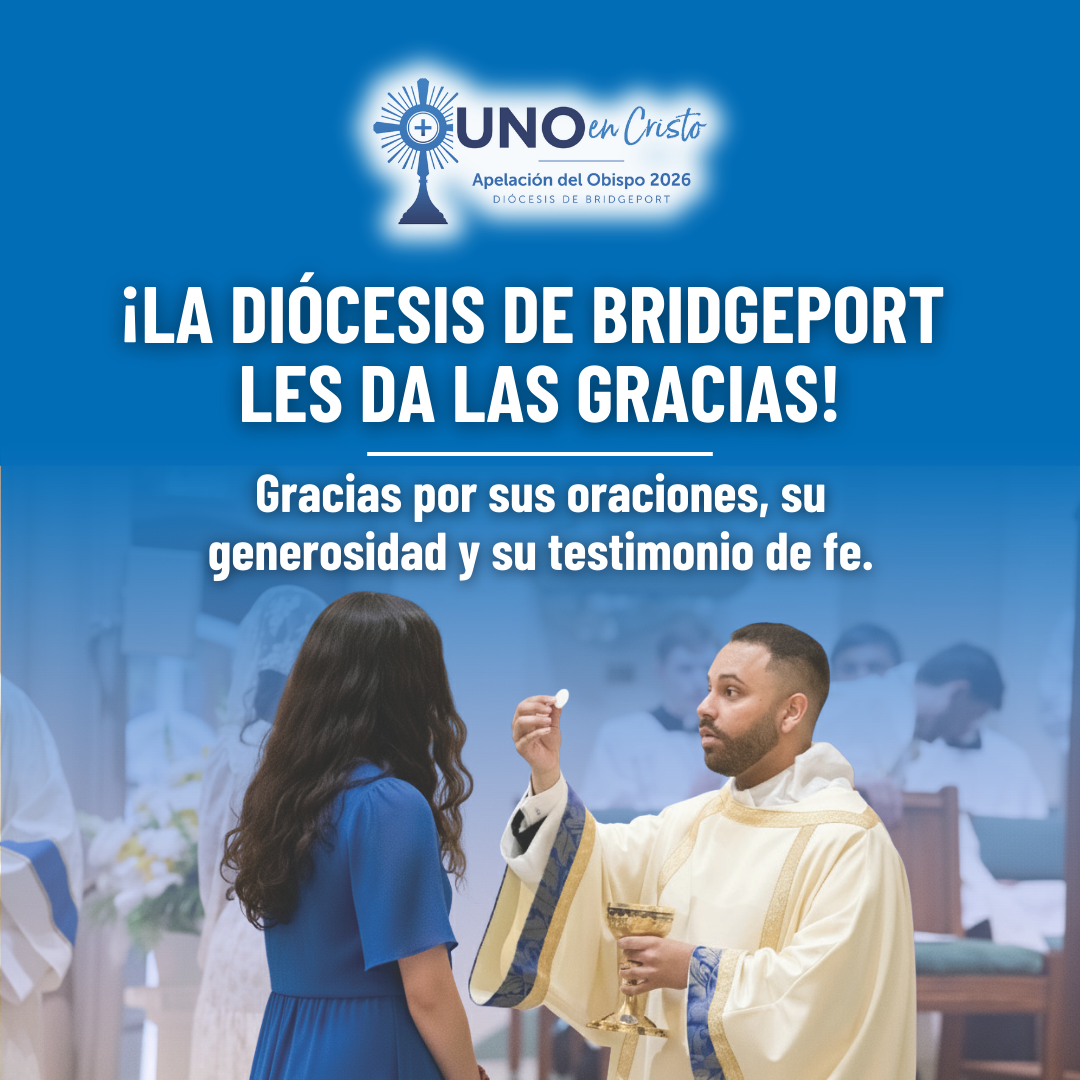 UNO en Cristo
Apelación del Obispo 2026
DIÓCESIS DE BRIDGEPORT
¡LA DIÓCESIS DE BRIDGEPORT
LES DA LAS GRACIAS!
Gracias por sus oraciones, su
generosidad y su testimonio de fe.